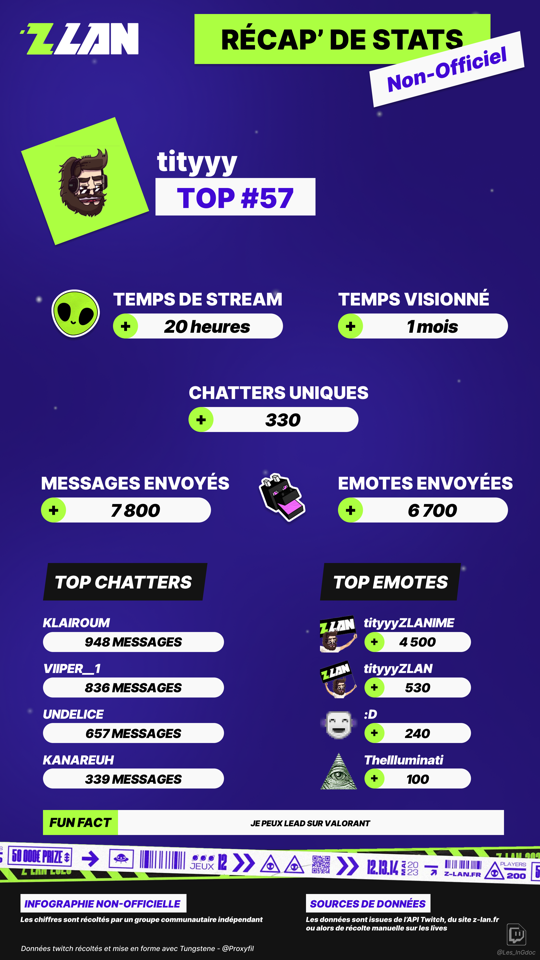 ZLAN
RÉCAP' DE STATS
Non-Officiel
tityyy
TOP #57
TEMPS DE STREAM
TEMPS VISIONNÉ
+ 20 heures
+ 1 mois
CHATTERS UNIQUES
+ 330
MESSAGES ENVOYÉS
EMOTES ENVOYÉES
+ 7 800
+ 6 700
TOP CHATTERS
KLAIROUM
948 MESSAGES
VIIPER__1
836 MESSAGES
UNDELICE
657 MESSAGES
KANAREUH
339 MESSAGES
TOP EMOTES
ZLAN
tityyyZLANIME
+ 4 500
ZLAN
tityyyZLAN
+ 530
:D
+ 240
TheIlluminati
+ 100
FUN FACT
JE PEUX LEAD SUR VALORANT
50 000€ PRIZE
JEUX 12
12.13.14 MAI 2023
Z-LAN.FR
PLAYERS 200
INFOGRAPHIE NON-OFFICIELLE
Les chiffres sont récoltés par un groupe communautaire indépendant
SOURCES DE DONNÉES
Les données sont issues de l'API Twitch, du site z-lan.fr
ou alors de récolte manuelle sur les lives
Données twitch récoltés et mise en forme avec Tungstene - @Proxyfil
@Les_InGdoc